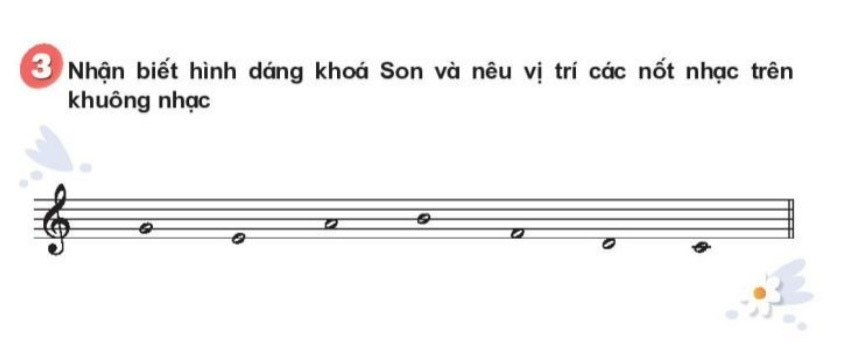 3 Nhận biết hình dáng khoá Son và nêu vị trí các nốt nhạc trên
khuông nhạc